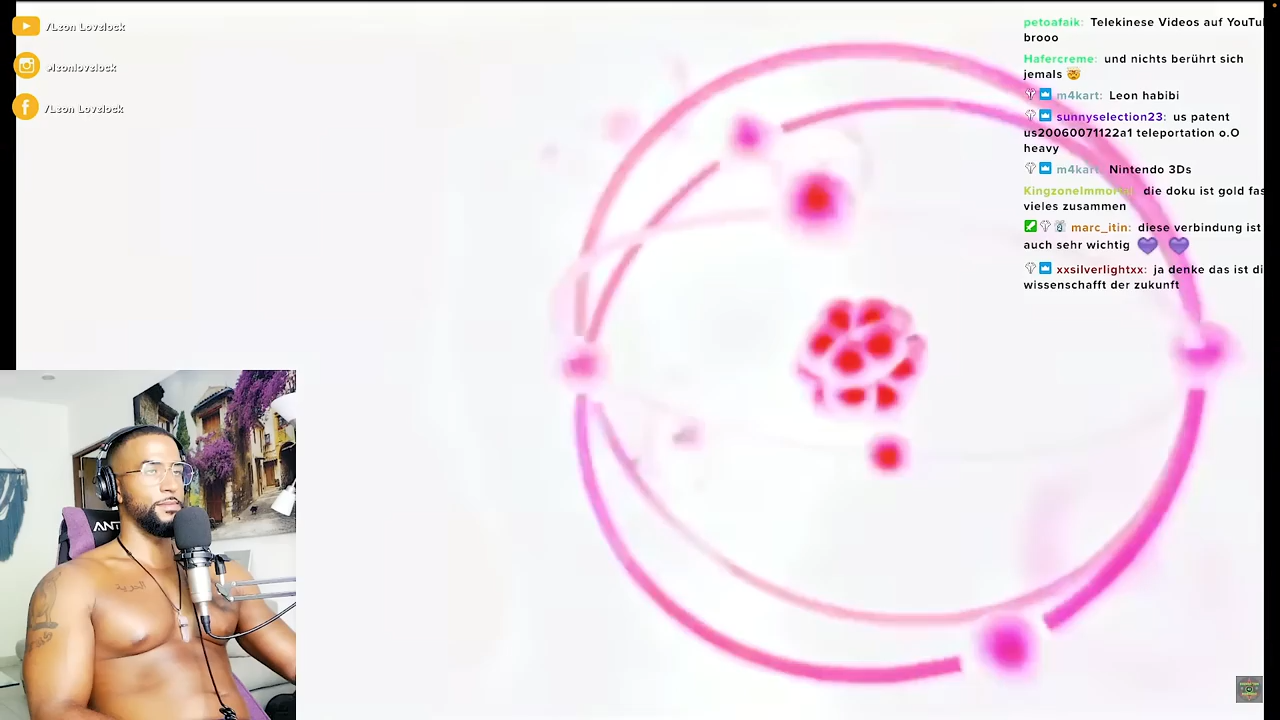 /Leon Lovelock
#leonlovelock
/Leon Lovelock
petoafaik: Telekinese Videos auf YouTu
brooo
Hafercreme: und nichts berührt sich
jemals 🤯
m4kart: Leon habibi
sunnyselection23: us patent
us20060071122a1 teleportation o.O
heavy
m4kart: Nintendo 3Ds
KingzoneImmortal: die doku ist gold fas
vieles zusammen
marc_itin: diese verbindung ist
auch sehr wichtig 💜 💜
xxsilverlightxx: ja denke das ist di
wissenschafft der zukunft
ANT